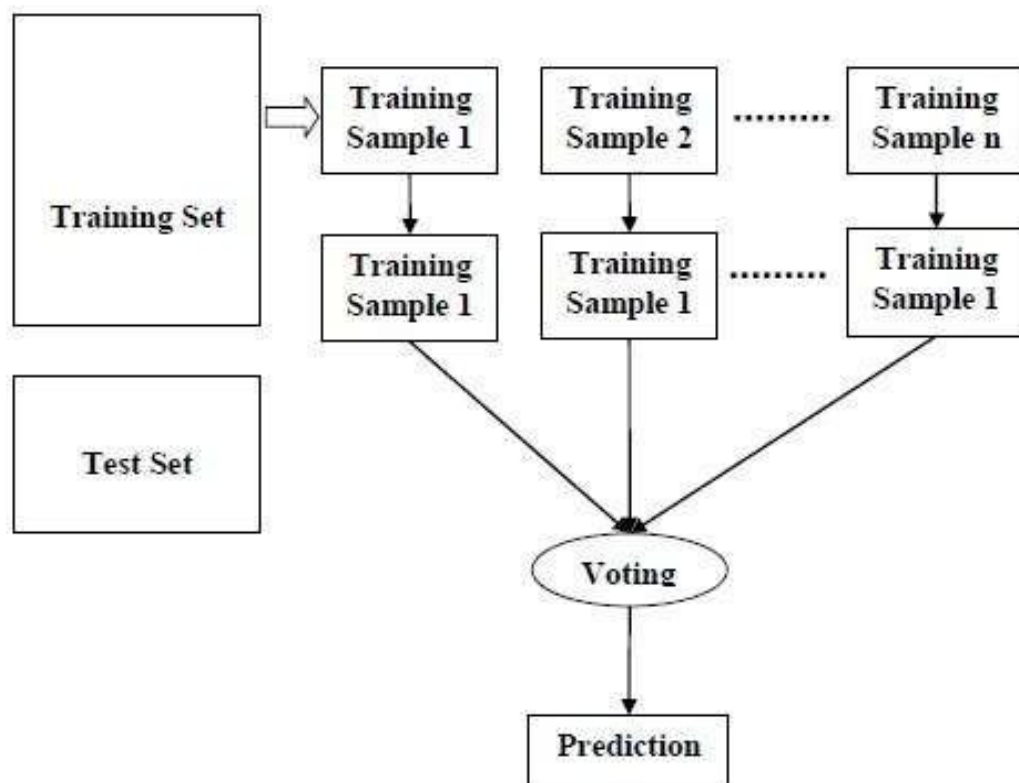 Training Set
Training
Sample 1
Training
Sample 2
Training
Sample n
Training
Sample 1
Training
Sample 1
Training
Sample 1
Test Set
Voting
Prediction